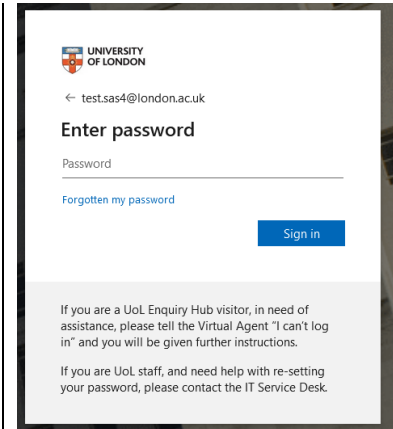 UNIVERSITY
OF LONDON
← test.sas4@london.ac.uk
Enter password
Password
Forgotten my password
Sign in
If you are a UoL Enquiry Hub visitor, in need of
assistance, please tell the Virtual Agent “I can’t log
in” and you will be given further instructions.
If you are UoL staff, and need help with re-setting
your password, please contact the IT Service Desk.